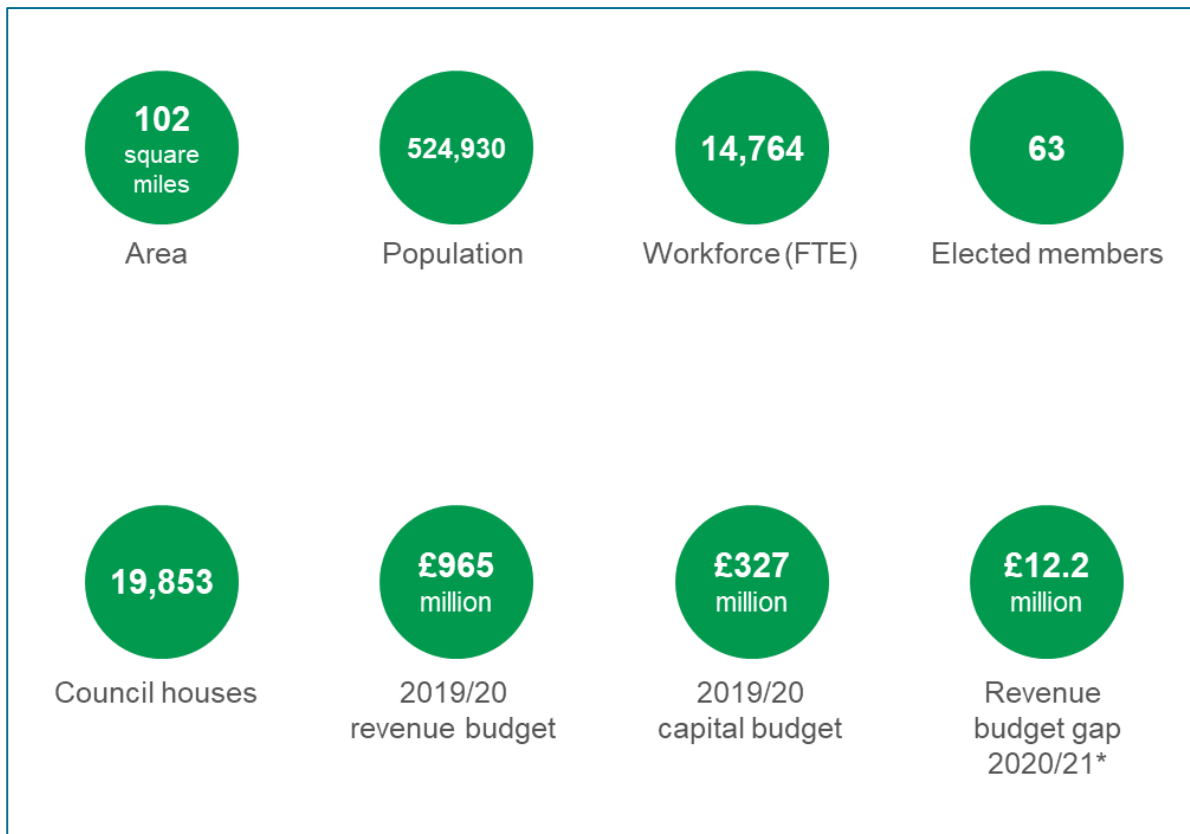 102
square
miles
Area
524,930
Population
14,764
Workforce (FTE)
63
Elected members
19,853
Council houses
£965
million
2019/20
revenue budget
£327
million
2019/20
capital budget
£12.2
million
Revenue
budget gap
2020/21*